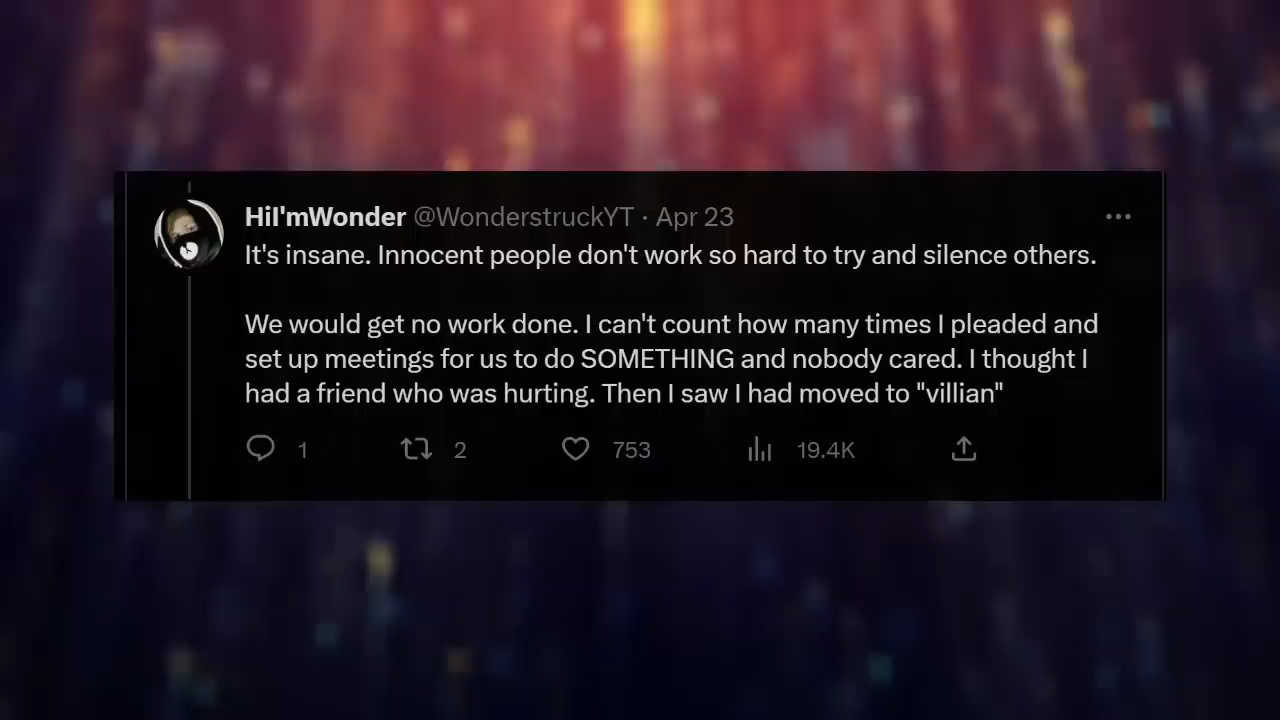 HiI'mWonder @WonderstruckYT · Apr 23
It's insane. Innocent people don't work so hard to try and silence others.
We would get no work done. I can't count how many times I pleaded and
set up meetings for us to do SOMETHING and nobody cared. I thought I
had a friend who was hurting. Then I saw I had moved to "villian"
1 2 753 19.4K